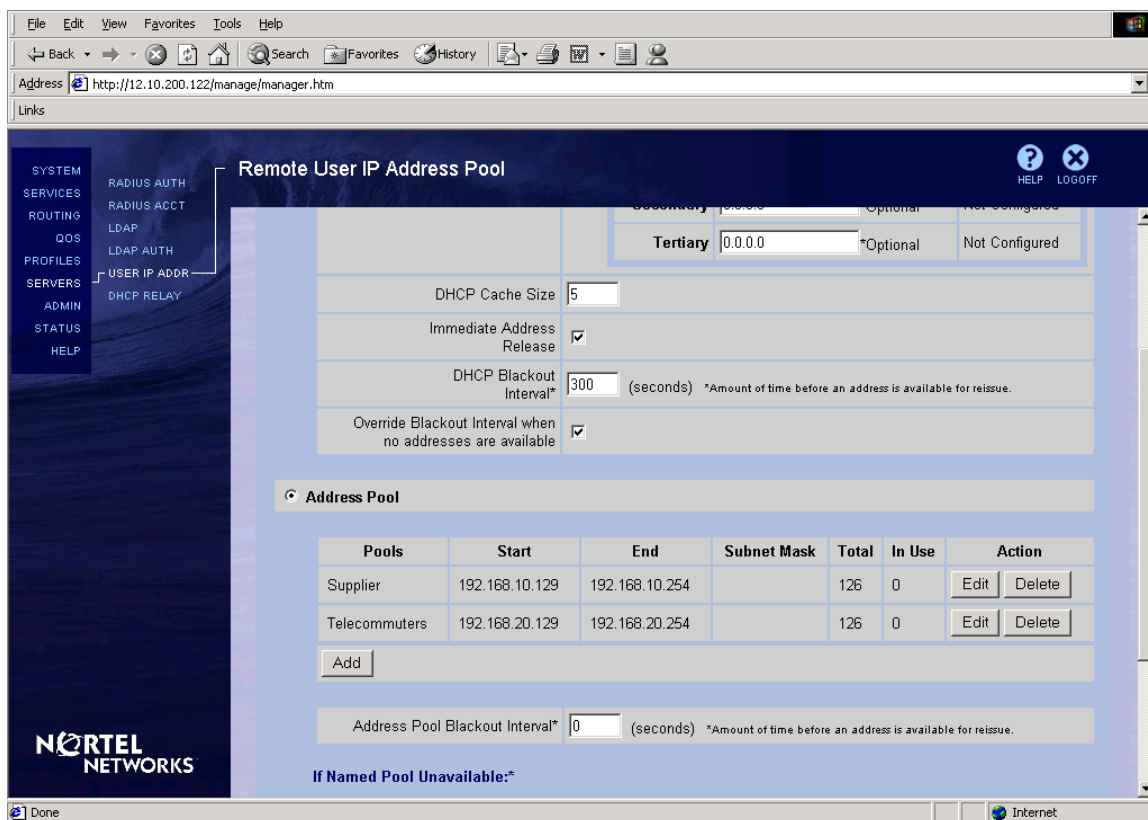 File Edit View Favorites Tools Help
Back Search Favorites History
Address http://12.10.200.122/manage/manager.htm
Links
Remote User IP Address Pool
HELP LOGOFF
SYSTEM
SERVICES
ROUTING
QOS
PROFILES
SERVERS
ADMIN
STATUS
HELP
RADIUS AUTH
RADIUS ACCT
LDAP
LDAP AUTH
USER IP ADDR
DHCP RELAY
Tertiary 0.0.0.0 *Optional Not Configured
DHCP Cache Size 5
Immediate Address
Release
DHCP Blackout
Interval* 300 (seconds) *Amount of time before an address is available for reissue.
Override Blackout Interval when
no addresses are available
Address Pool
Pools Start End Subnet Mask Total In Use Action
Supplier 192.168.10.129 192.168.10.254 126 0 Edit Delete
Telecommuters 192.168.20.129 192.168.20.254 126 0 Edit Delete
Add
Address Pool Blackout Interval* 0 (seconds) *Amount of time before an address is available for reissue.
If Named Pool Unavailable:*
NORTEL
NETWORKS
Done Internet